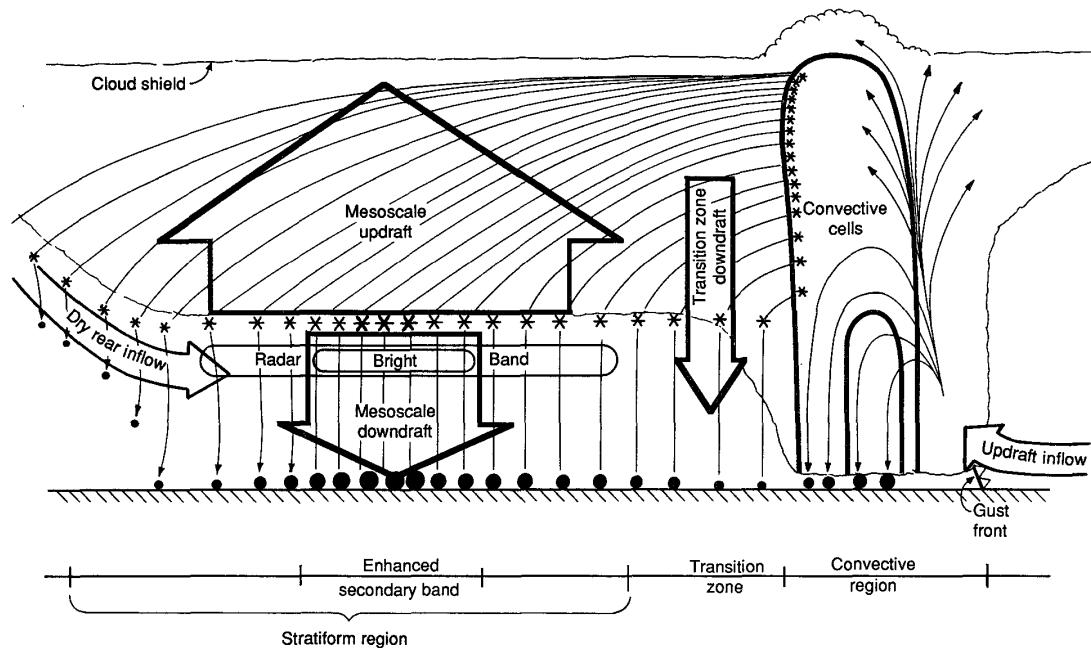 Cloud shield
Mesoscale
updraft
Transition zone
downdraft
Convective
cells
Dry rear inflow
Radar
Bright
Band
Mesoscale
downdraft
Updraft inflow
Gust
front
Enhanced
secondary band
Transition
zone
Convective
region
Stratiform region